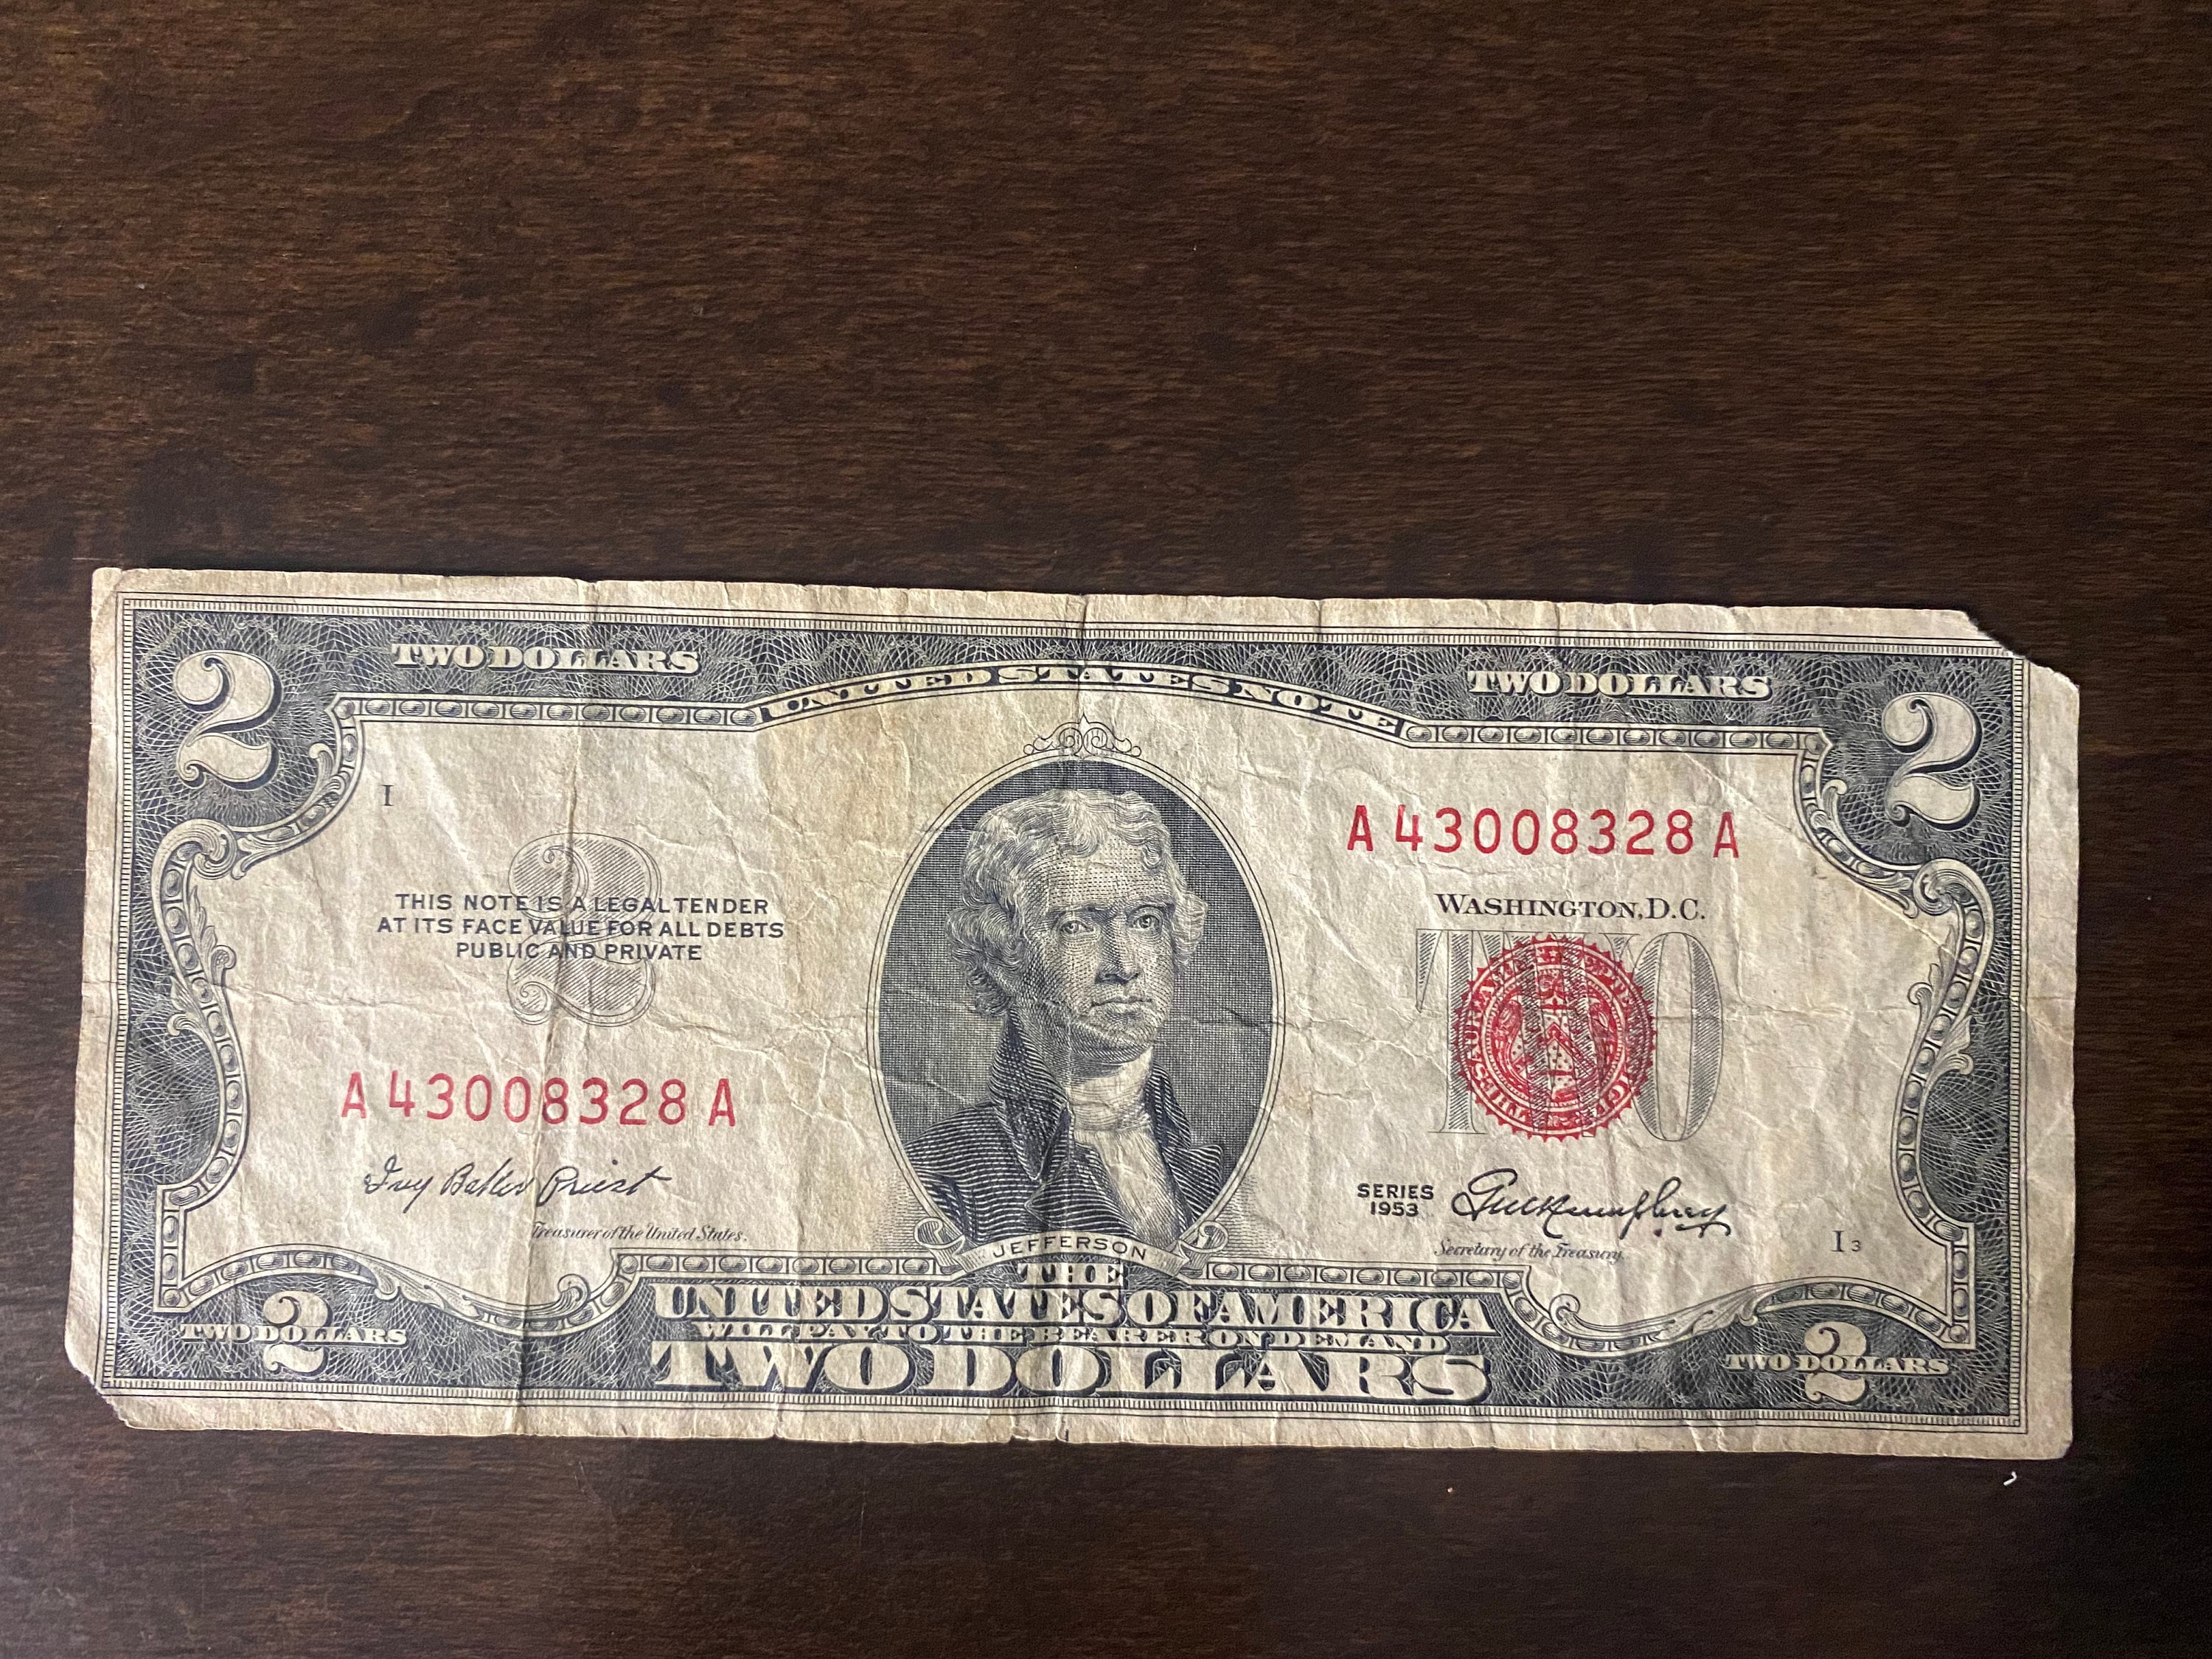 TWO DOLLARS
UNITED STATES NOTE
TWO DOLLARS
2
2
I
A 43008328 A
WASHINGTON, D.C.
2
THIS NOTE IS A LEGAL TENDER
AT ITS FACE VALUE FOR ALL DEBTS
PUBLIC AND PRIVATE
TWO
A 43008328 A
Ivy Baker Priest
Treasurer of the United States.
SERIES
1953
G.M. Humphrey
Secretary of the Treasury.
I 3
JEFFERSON
THE
UNITED STATES OF AMERICA
WILL PAY TO THE BEARER ON DEMAND
TWO DOLLARS
TWO DOLLARS
2
TWO DOLLARS
2